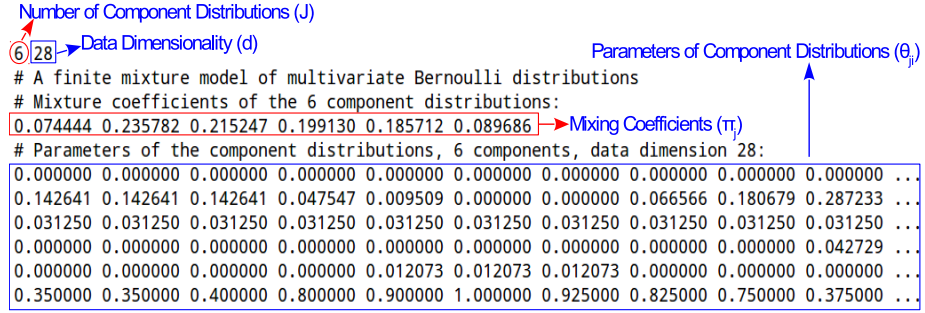 Number of Component Distributions (J)
6 28 Data Dimensionality (d)
Parameters of Component Distributions (θji)
# A finite mixture model of multivariate Bernoulli distributions
# Mixture coefficients of the 6 component distributions:
0.074444 0.235782 0.215247 0.199130 0.185712 0.089686 Mixing Coefficients (πj)
# Parameters of the component distributions, 6 components, data dimension 28:
0.000000 0.000000 0.000000 0.000000 0.000000 0.000000 0.000000 0.000000 0.000000 0.000000 ...
0.142641 0.142641 0.142641 0.047547 0.009509 0.000000 0.000000 0.066566 0.180679 0.287233 ...
0.031250 0.031250 0.031250 0.031250 0.031250 0.031250 0.031250 0.031250 0.031250 0.031250 ...
0.000000 0.000000 0.000000 0.000000 0.000000 0.000000 0.000000 0.000000 0.000000 0.042729 ...
0.000000 0.000000 0.000000 0.000000 0.012073 0.012073 0.012073 0.000000 0.000000 0.000000 ...
0.350000 0.350000 0.400000 0.800000 0.900000 1.000000 0.925000 0.825000 0.750000 0.375000 ...